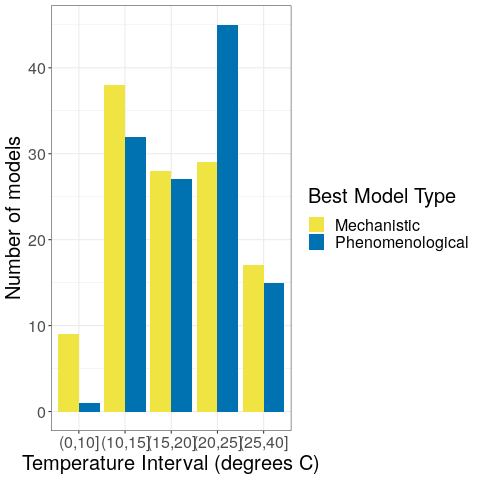 Number of models
40
30
20
10
0
(0,10] (10,15] (15,20] (20,25] (25,40]
Temperature Interval (degrees C)
Best Model Type
Mechanistic
Phenomenological